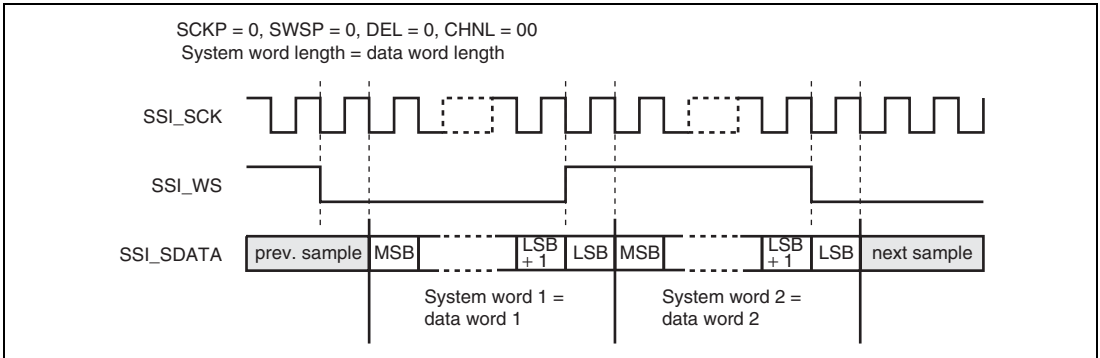 SCKP = 0, SWSP = 0, DEL = 0, CHNL = 00
System word length = data word length
SSI_SCK
SSI_WS
SSI_SDATA
prev. sample
MSB
LSB
+ 1
LSB
MSB
LSB
+ 1
LSB
next sample
System word 1 =
data word 1
System word 2 =
data word 2